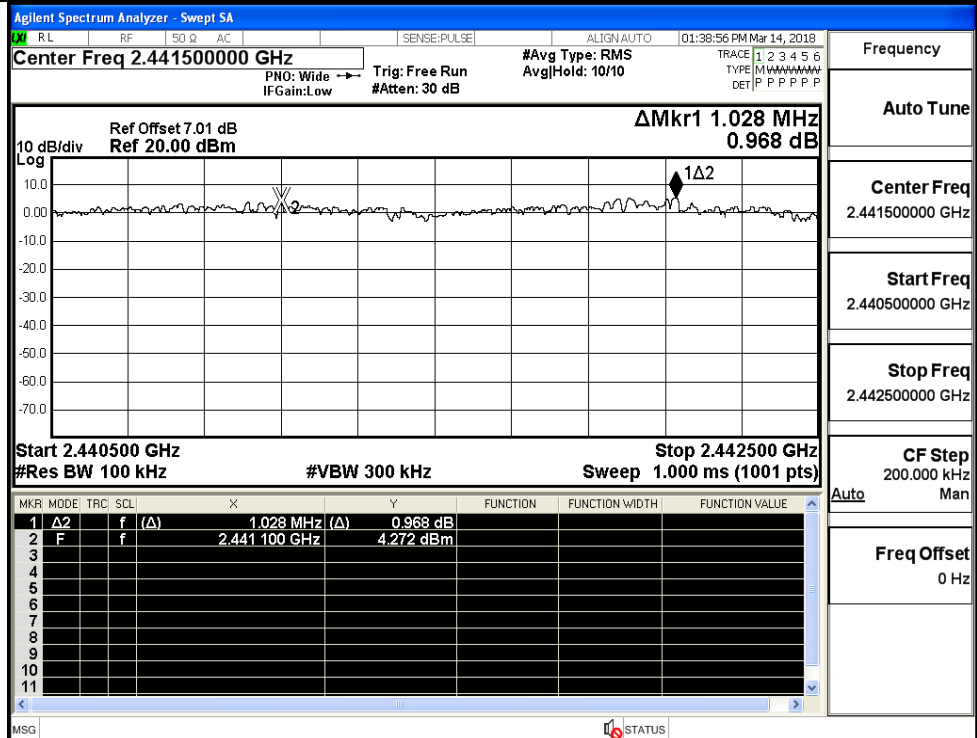 Agilent Spectrum Analyzer - Swept SA
LXI RL RF 50 Ω AC SENSE:PULSE ALIGN AUTO 01:38:56 PM Mar 14, 2018
Center Freq 2.441500000 GHz
PNO: Wide
IFGain:Low
Trig: Free Run
#Atten: 30 dB
#Avg Type: RMS
Avg|Hold: 10/10
TRACE 1 2 3 4 5 6
TYPE M WWWWW
DET P P P P P P
ΔMkr1 1.028 MHz
0.968 dB
Ref Offset 7.01 dB
10 dB/div Ref 20.00 dBm
Log
10.0
0.00
-10.0
-20.0
-30.0
-40.0
-50.0
-60.0
-70.0
1Δ2
X2
Start 2.440500 GHz Stop 2.442500 GHz
#Res BW 100 kHz #VBW 300 kHz Sweep 1.000 ms (1001 pts)
MKR MODE TRC SCL X Y FUNCTION FUNCTION WIDTH FUNCTION VALUE
1 Δ2 f (Δ) 1.028 MHz (Δ) 0.968 dB
2 F f 2.441 100 GHz 4.272 dBm
3
4
5
6
7
8
9
10
11
MSG STATUS
Frequency
Auto Tune
Center Freq
2.441500000 GHz
Start Freq
2.440500000 GHz
Stop Freq
2.442500000 GHz
CF Step
200.000 kHz
Auto Man
Freq Offset
0 Hz